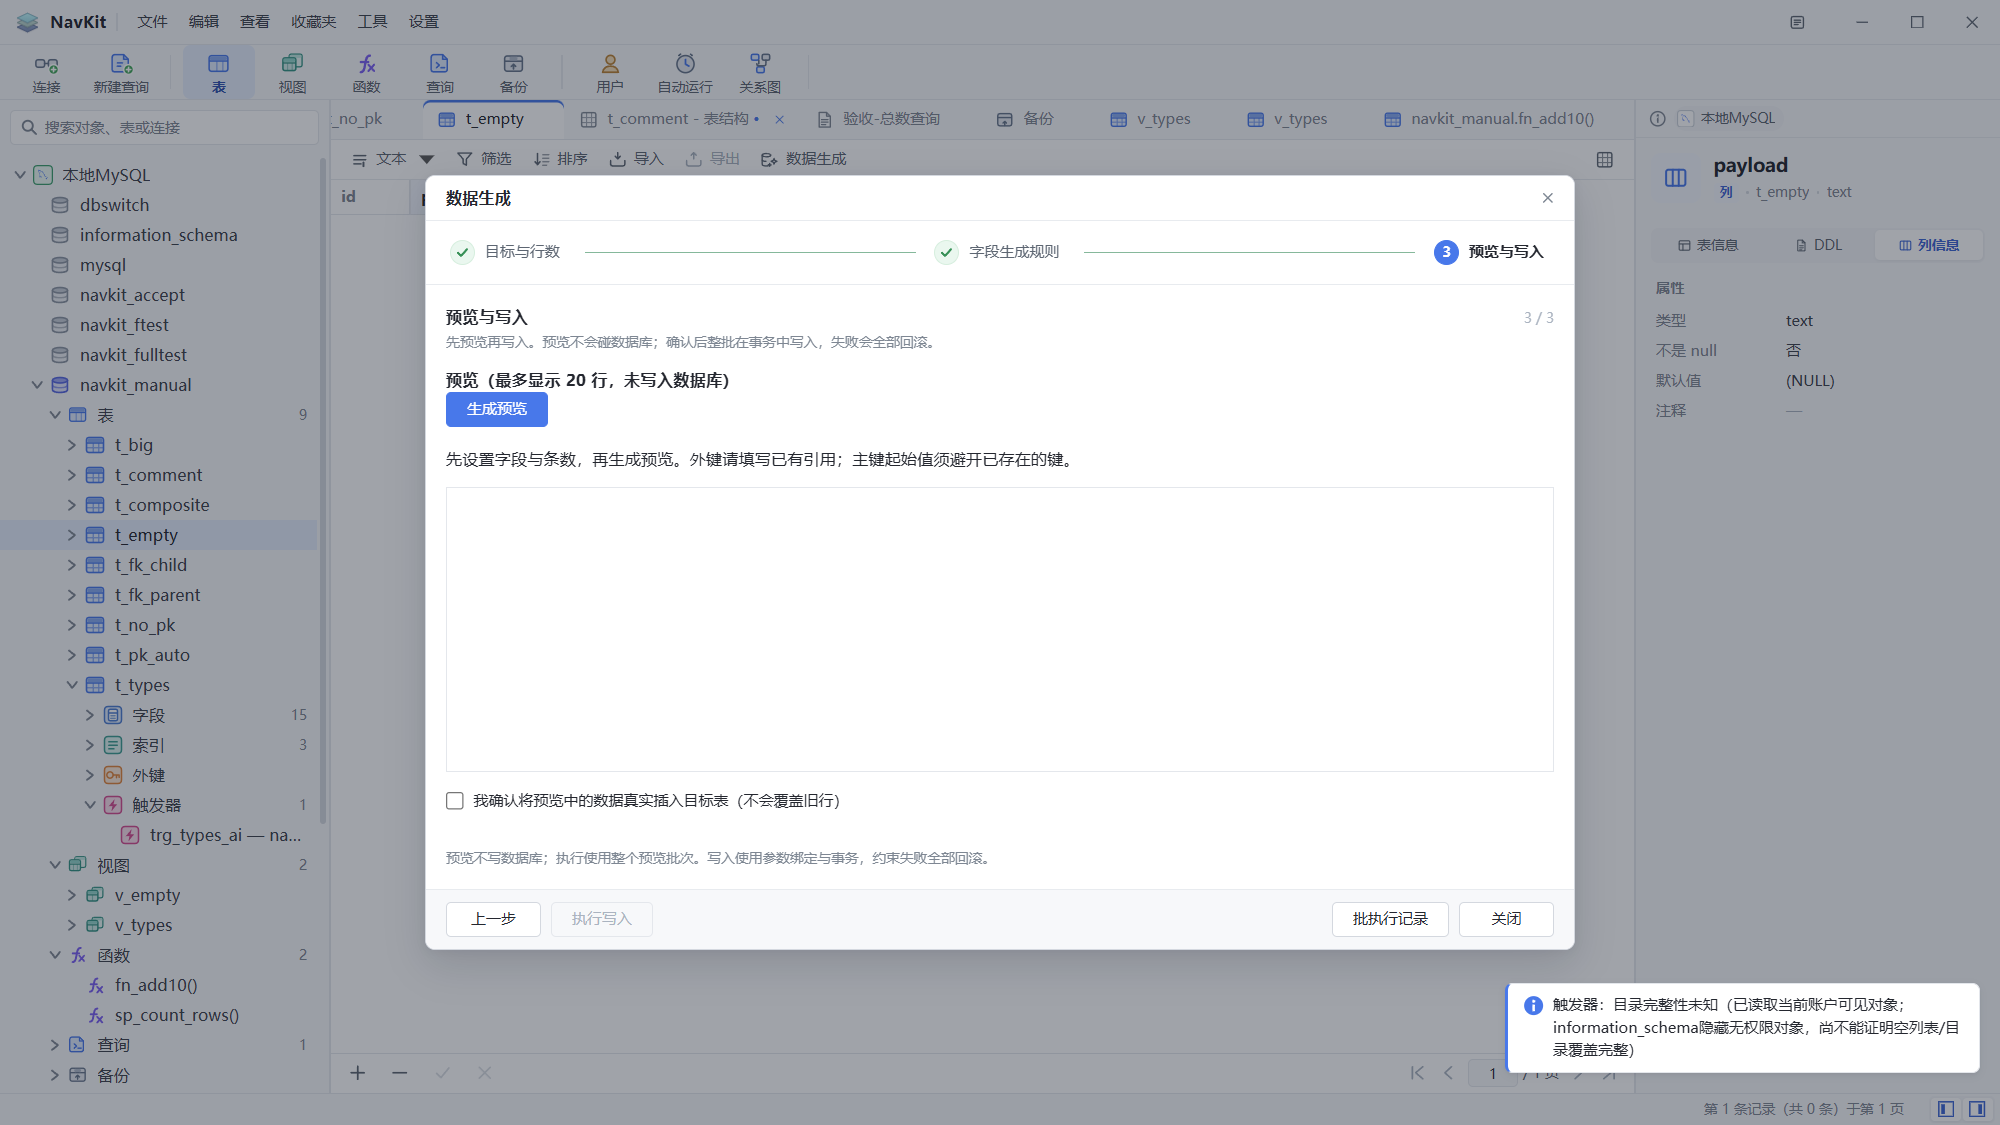 NavKit 文件 编辑 查看 收藏夹 工具 设置
连接 新建查询 表 视图 函数 查询 备份 用户 自动运行 关系图
搜索对象、表或连接
_no_pk t_empty t_comment - 表结构 • 验收-总数查询 备份 v_types v_types navkit_manual.fn_add10()
文本 筛选 排序 导入 导出 数据生成
id
本地MySQL
dbswitch
information_schema
mysql
navkit_accept
navkit_ftest
navkit_fulltest
navkit_manual
表 9
t_big
t_comment
t_composite
t_empty
t_fk_child
t_fk_parent
t_no_pk
t_pk_auto
t_types
字段 15
索引 3
外键
触发器 1
trg_types_ai — na...
视图 2
v_empty
v_types
函数 2
fn_add10()
sp_count_rows()
查询 1
备份
数据生成
目标与行数 字段生成规则 3 预览与写入
预览与写入 3 / 3
先预览再写入。预览不会碰数据库；确认后整批在事务中写入，失败会全部回滚。
预览（最多显示 20 行，未写入数据库）
生成预览
先设置字段与条数，再生成预览。外键请填写已有引用；主键起始值须避开已存在的键。
我确认将预览中的数据真实插入目标表（不会覆盖旧行）
预览不写数据库；执行使用整个预览批次。写入使用参数绑定与事务，约束失败全部回滚。
上一步 执行写入 批执行记录 关闭
本地MySQL
payload
列 · t_empty · text
表信息 DDL 列信息
属性
类型 text
不是 null 否
默认值 (NULL)
注释 —
触发器：目录完整性未知（已读取当前账户可见对象；
information_schema隐藏无权限对象，尚不能证明空列表/目
录覆盖完整）
1 / 1 页
第 1 条记录（共 0 条）于第 1 页